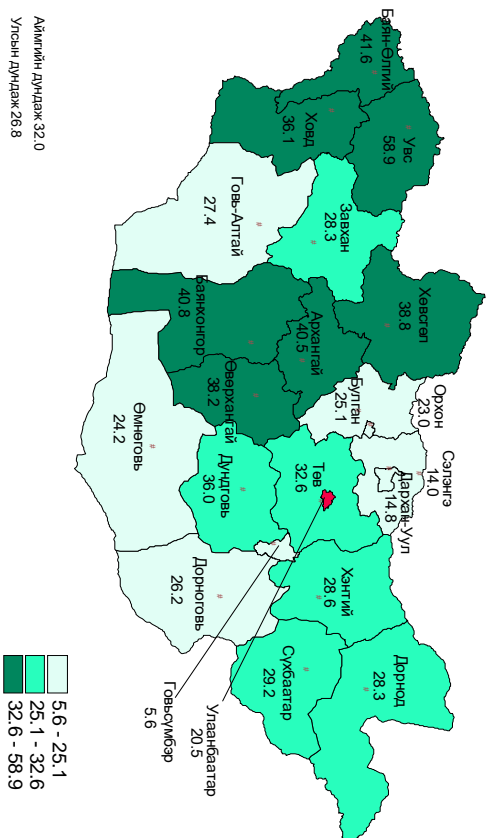 Баян-Өлгий
41.6
Увс
58.9
Ховд
36.1
Завхан
28.3
Говь-Алтай
27.4
Хөвсгөл
38.8
Архангай
40.5
Баянхонгор
40.8
Өверхангай
38.2
Булган
25.1
Орхон
23.0
Сэлэнгэ
14.0
Дархан-Уул
14.8
Төв
32.6
Дундговь
36.0
Өмнөговь
24.2
Дорноговь
26.2
Хэнтий
28.6
Дорнод
28.3
Сүхбаатар
29.2
Улаанбаатар
20.5
Говьсүмбэр
5.6
Аймгийн дундаж 32.0
Улсын дундаж 26.8
5.6 - 25.1
25.1 - 32.6
32.6 - 58.9